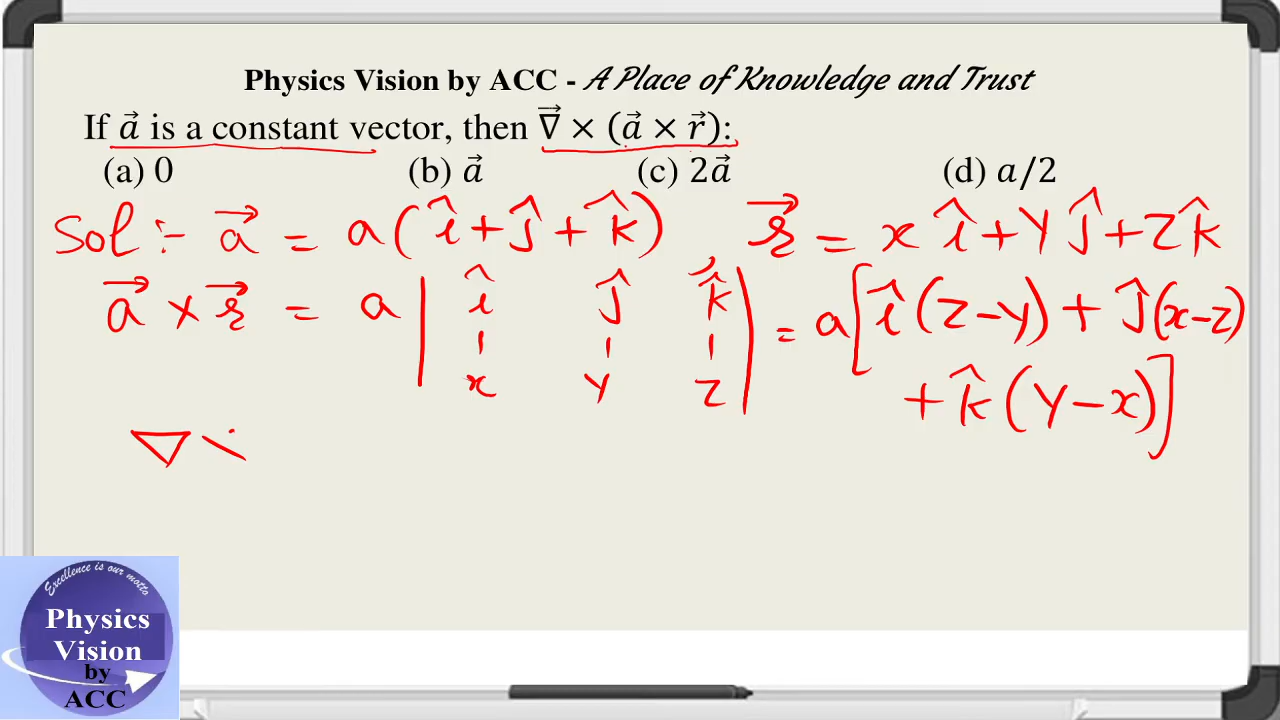 Physics Vision by ACC - A Place of Knowledge and Trust
If a⃗ is a constant vector, then ∇⃗ × (a⃗ × r⃗):
(a) 0 (b) a⃗ (c) 2a⃗ (d) a/2
Sol:- a⃗ = a(î+ĵ+k̂) r⃗ = xî+yĵ+zk̂
a⃗ × r⃗ = a | î ĵ k̂ | = a[î(z-y) + ĵ(x-z)
1 1 1
x y z
+ k̂(y-x)]
∇
Excellence is our motto
Physics
Vision
by
ACC